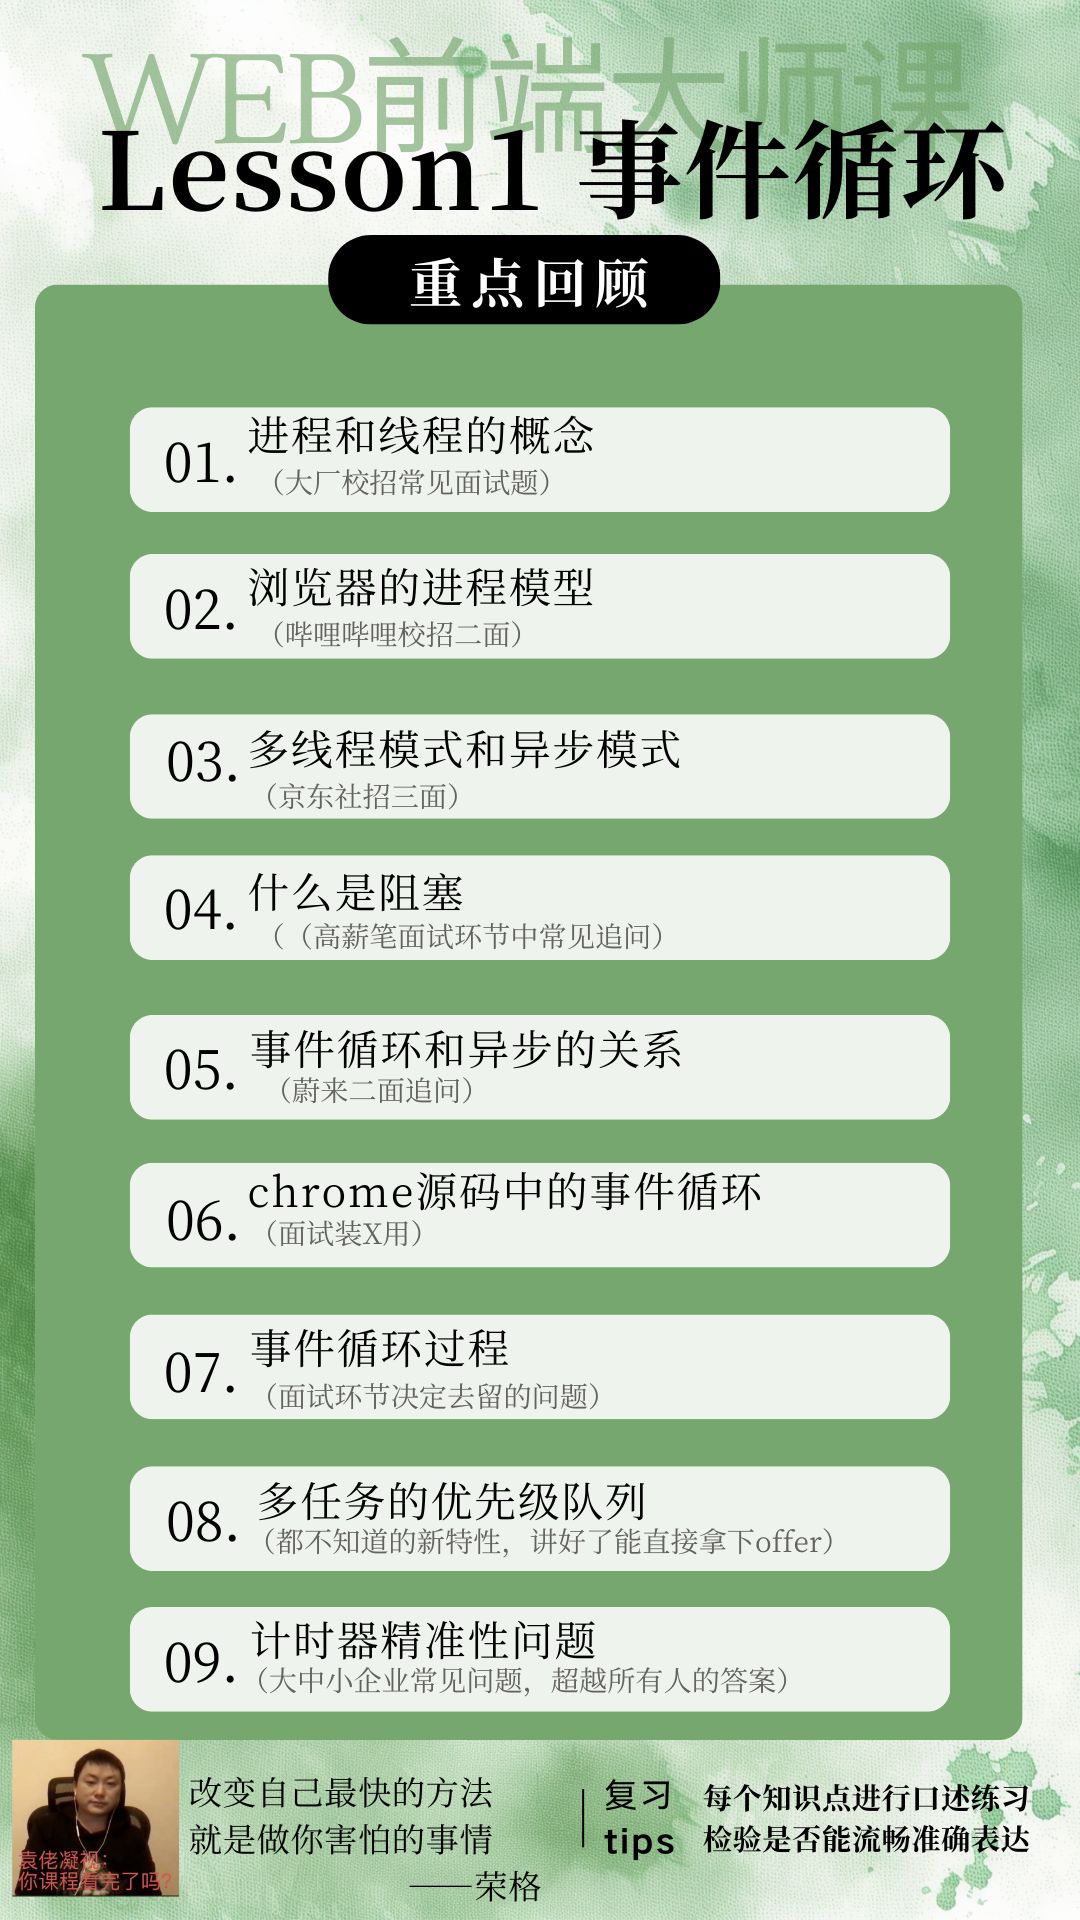 WEB前端大师课
Lesson1 事件循环
重点回顾
01. 进程和线程的概念
（大厂校招常见面试题）
02. 浏览器的进程模型
（哔哩哔哩校招二面）
03. 多线程模式和异步模式
（京东社招三面）
04. 什么是阻塞
（（高薪笔面试环节中常见追问）
05. 事件循环和异步的关系
（蔚来二面追问）
06. chrome源码中的事件循环
（面试装X用）
07. 事件循环过程
（面试环节决定去留的问题）
08. 多任务的优先级队列
（都不知道的新特性，讲好了能直接拿下offer）
09. 计时器精准性问题
（大中小企业常见问题，超越所有人的答案）
袁佬凝视：
你课程看完了吗？
改变自己最快的方法
就是做你害怕的事情
——荣格
复习
tips
每个知识点进行口述练习
检验是否能流畅准确表达